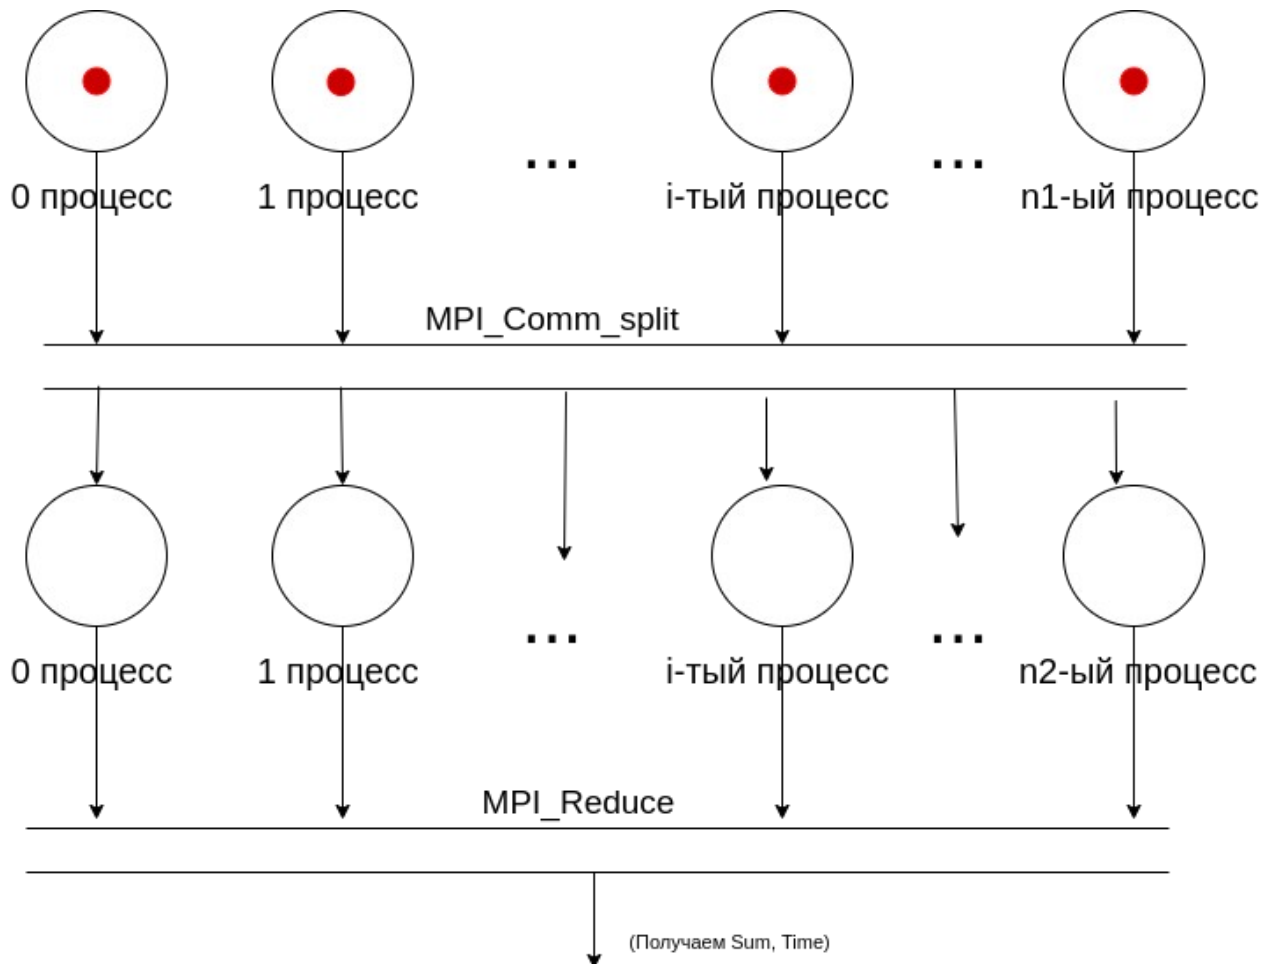 ... ...
0 процесс 1 процесс i-тый процесс n1-ый процесс
MPI_Comm_split
... ...
0 процесс 1 процесс i-тый процесс n2-ый процесс
MPI_Reduce
(Получаем Sum, Time)